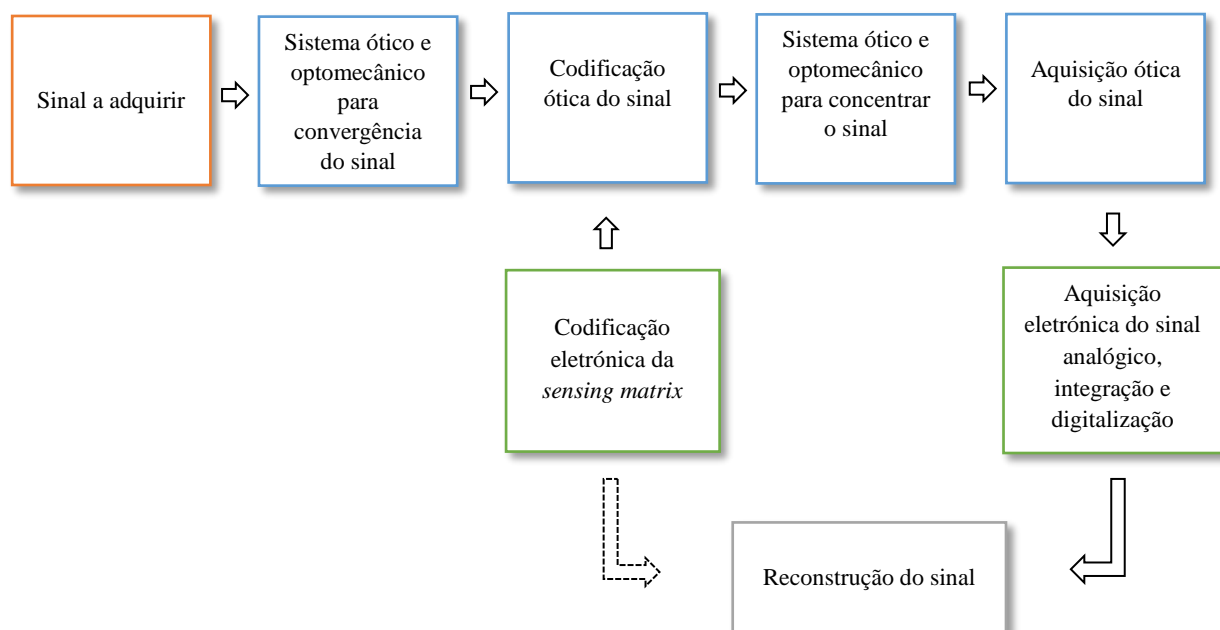 Sinal a adquirir
Sistema ótico e
optomecânico
para
convergência
do sinal
Codificação
ótica do sinal
Sistema ótico e
optomecânico
para concentrar
o sinal
Aquisição ótica
do sinal
Codificação
eletrónica da
sensing matrix
Aquisição
eletrónica do sinal
analógico,
integração e
digitalização
Reconstrução do sinal